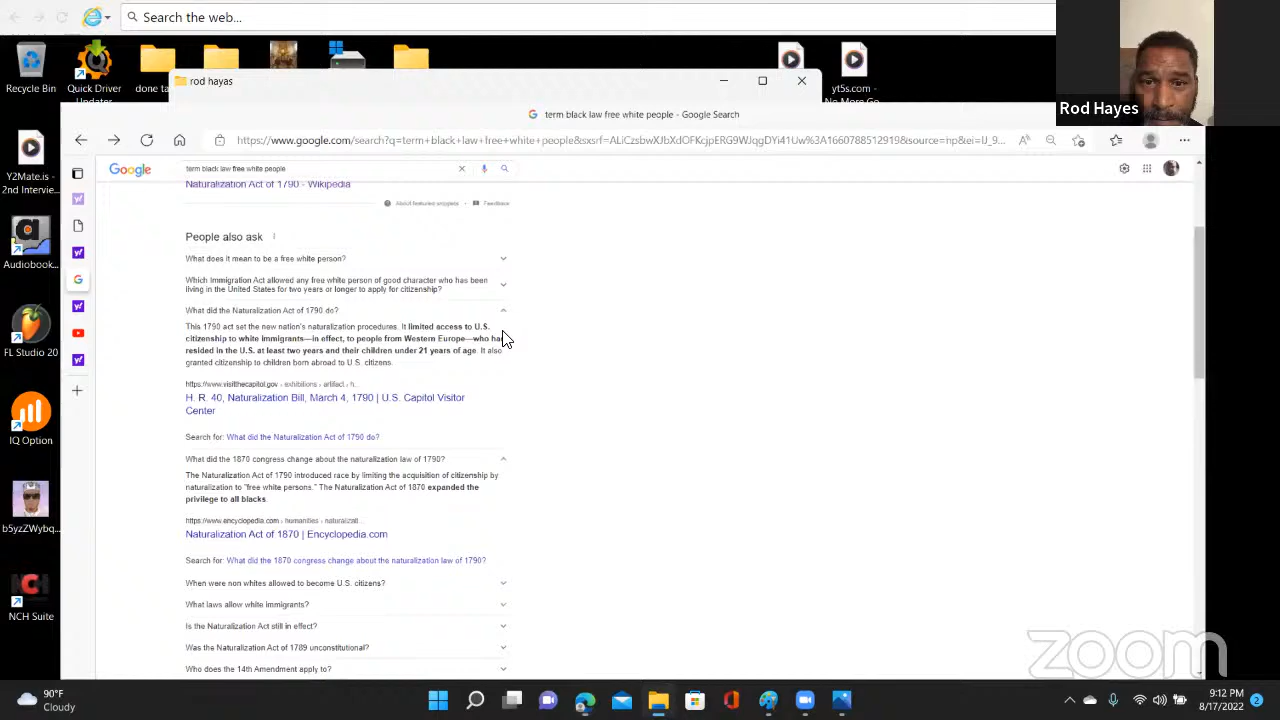 Search the web...
Recycle Bin
Quick Driver
Updater
done ta
rod hayas
yt5s.com -
No More Go
Rod Hayes
term black law free white people - Google Search
Y2Mate.is -
2 Int
Audiobook...
FL Studio 20
IQ Option
b5yzZWybq...
NCH Suite
Google
term black law free white people
Naturalization Act of 1790 - Wikipedia
About featured snippets • Feedback
People also ask
What does it mean to be a free white person?
Which Immigration Act allowed any free white person of good character who has been
living in the United States for two years or longer to apply for citizenship?
What did the Naturalization Act of 1790 do?
This 1790 act set the new nation's naturalization procedures. It limited access to U.S.
citizenship to white immigrants—in effect, to people from Western Europe—who ha
resided in the U.S. at least two years and their children under 21 years of age. It also
granted citizenship to children born abroad to U.S. citizens.
https://www.visitthecapitol.gov › exhibitions › artifact › h...
H. R. 40, Naturalization Bill, March 4, 1790 | U.S. Capitol Visitor
Center
Search for: What did the Naturalization Act of 1790 do?
What did the 1870 congress change about the naturalization law of 1790?
The Naturalization Act of 1790 introduced race by limiting the acquisition of citizenship by
naturalization to "free white persons." The Naturalization Act of 1870 expanded the
privilege to all blacks.
https://www.encyclopedia.com › humanities › naturalizati...
Naturalization Act of 1870 | Encyclopedia.com
Search for: What did the 1870 congress change about the naturalization law of 1790?
When were non whites allowed to become U.S. citizens?
What laws allow white immigrants?
Is the Naturalization Act still in effect?
Was the Naturalization Act of 1789 unconstitutional?
Who does the 14th Amendment apply to?
zoom
90°F
Cloudy
9:12 PM
8/17/2022
2